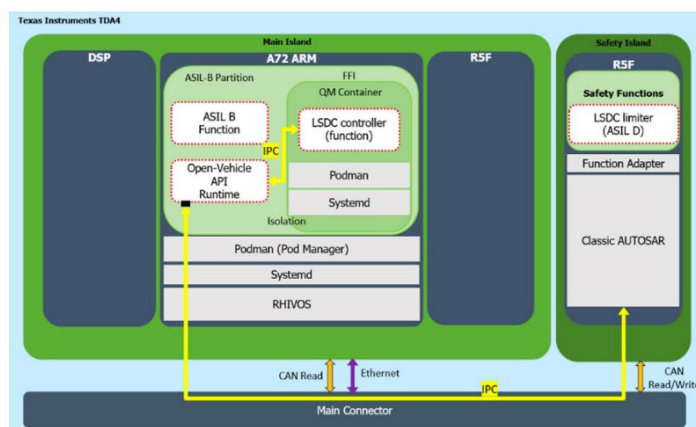 Texas Instruments TDA4
Main Island
Safety Island
DSP
A72 ARM
R5F
R5F
ASIL-B Partition
FFI
QM Container
Safety Functions
ASIL B
Function
LSDC controller
(function)
LSDC limiter
(ASIL D)
IPC
Open-Vehicle
API
Runtime
Podman
Systemd
Function Adapter
Isolation
Classic AUTOSAR
Podman (Pod Manager)
Systemd
RHIVOS
CAN Read
Ethernet
CAN
Read/Write
IPC
Main Connector